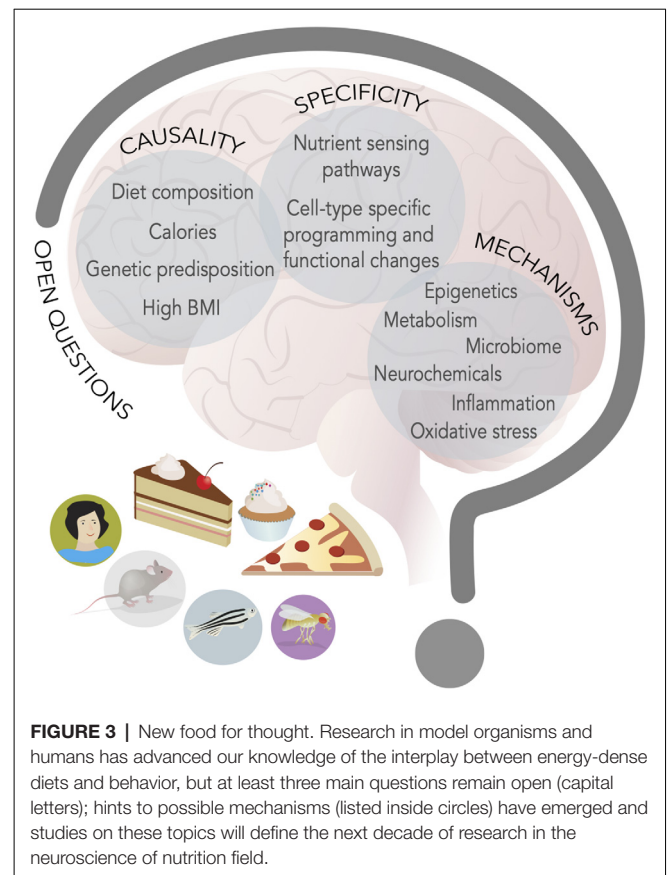 OPEN QUESTIONS
CAUSALITY
Diet composition
Calories
Genetic predisposition
High BMI
SPECIFICITY
Nutrient sensing
pathways
Cell-type specific
programming and
functional changes
MECHANISMS
Epigenetics
Metabolism
Microbiome
Neurochemicals
Inflammation
Oxidative stress
FIGURE 3 | New food for thought. Research in model organisms and
humans has advanced our knowledge of the interplay between energy-dense
diets and behavior, but at least three main questions remain open (capital
letters); hints to possible mechanisms (listed inside circles) have emerged and
studies on these topics will define the next decade of research in the
neuroscience of nutrition field.